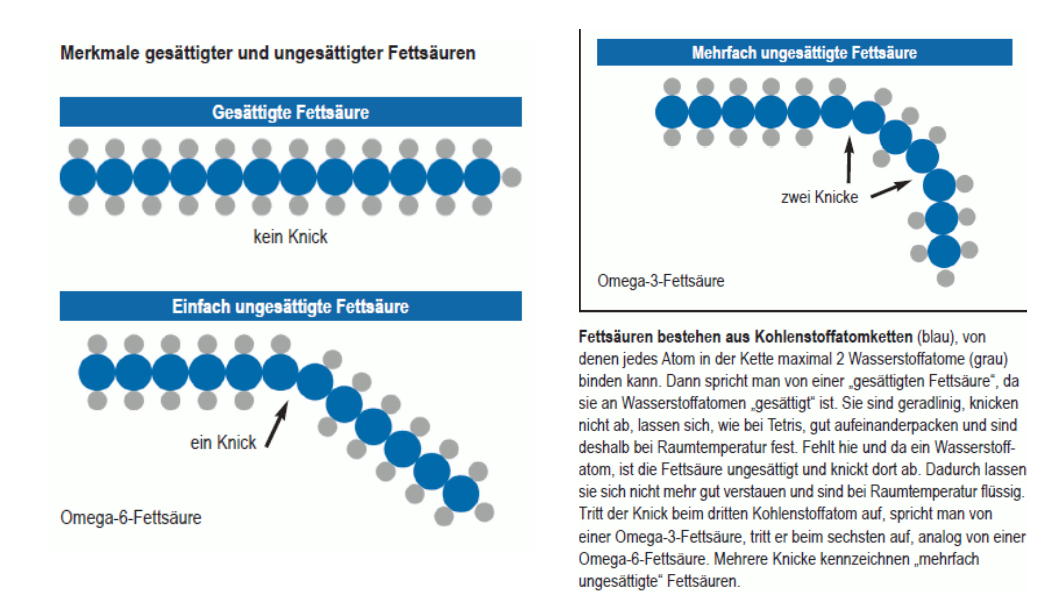 Merkmale gesättigter und ungesättigter Fettsäuren
Gesättigte Fettsäure
kein Knick
Einfach ungesättigte Fettsäure
ein Knick
Omega-6-Fettsäure
Mehrfach ungesättigte Fettsäure
zwei Knicke
Omega-3-Fettsäure
Fettsäuren bestehen aus Kohlenstoffatomketten (blau), von
denen jedes Atom in der Kette maximal 2 Wasserstoffatome (grau)
binden kann. Dann spricht man von einer „gesättigten Fettsäure“, da
sie an Wasserstoffatomen „gesättigt“ ist. Sie sind geradlinig, knicken
nicht ab, lassen sich, wie bei Tetris, gut aufeinanderpacken und sind
deshalb bei Raumtemperatur fest. Fehlt hie und da ein Wasserstoff-
atom, ist die Fettsäure ungesättigt und knickt dort ab. Dadurch lassen
sie sich nicht mehr gut verstauen und sind bei Raumtemperatur flüssig.
Tritt der Knick beim dritten Kohlenstoffatom auf, spricht man von
einer Omega-3-Fettsäure, tritt er beim sechsten auf, analog von einer
Omega-6-Fettsäure. Mehrere Knicke kennzeichnen „mehrfach
ungesättigte“ Fettsäuren.